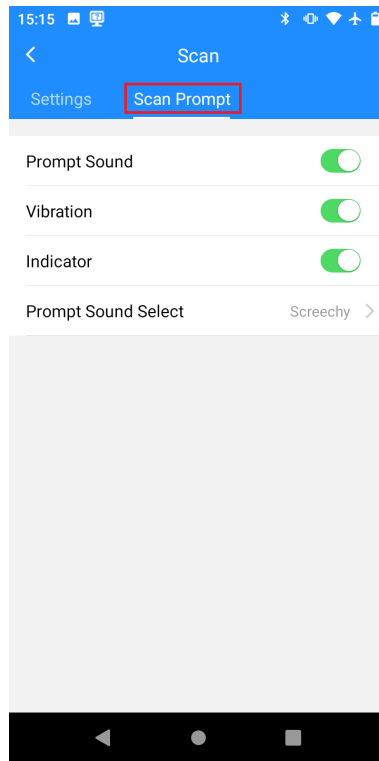 15:15
Scan
Settings Scan Prompt
Prompt Sound
Vibration
Indicator
Prompt Sound Select Screechy